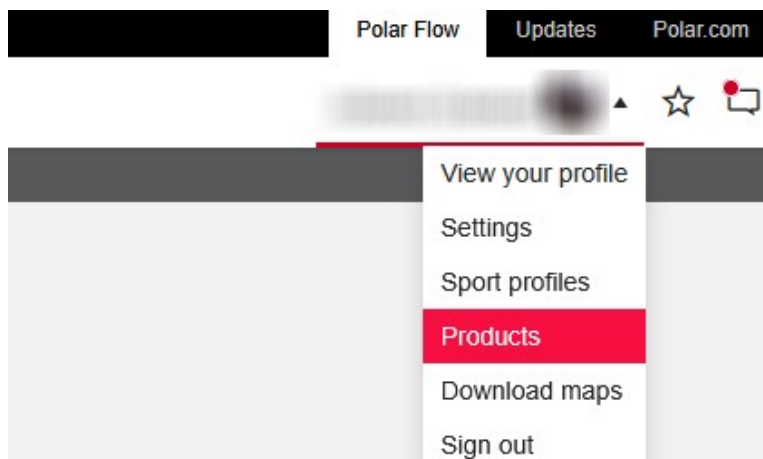 Polar Flow Updates Polar.com
View your profile
Settings
Sport profiles
Products
Download maps
Sign out